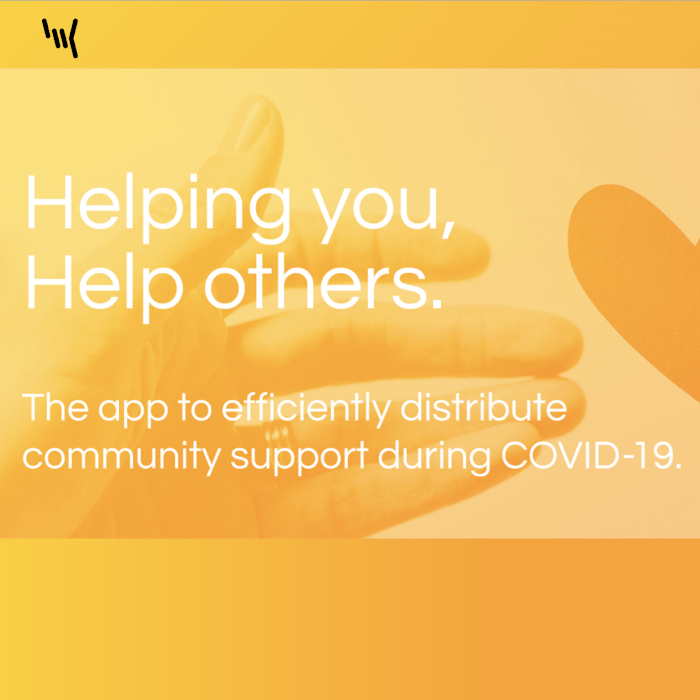 Helping you,
Help others.
The app to efficiently distribute
community support during COVID-19.